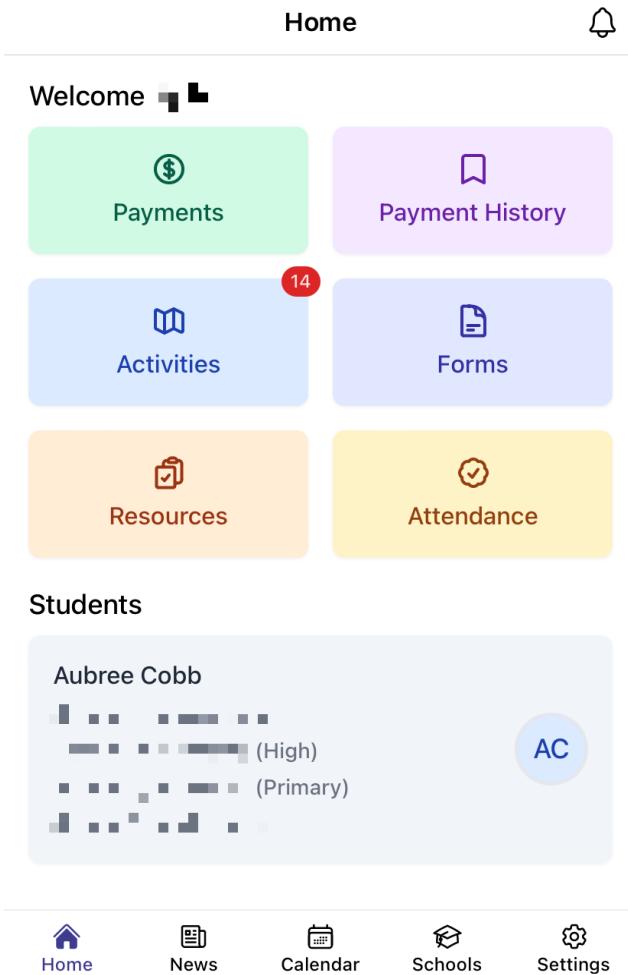 Home
Welcome
Payments
Payment History
14
Activities
Forms
Resources
Attendance
Students
Aubree Cobb
(High)
(Primary)
AC
Home
News
Calendar
Schools
Settings